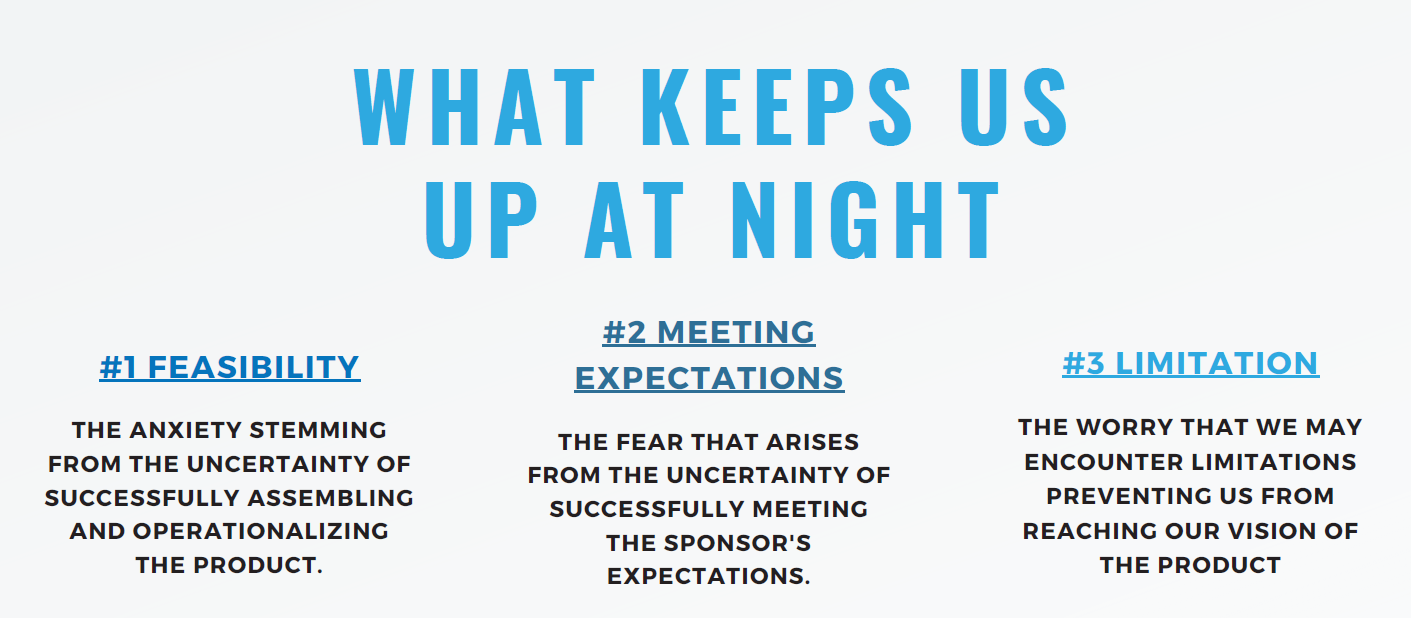 WHAT KEEPS US
UP AT NIGHT
#1 FEASIBILITY
THE ANXIETY STEMMING
FROM THE UNCERTAINTY OF
SUCCESSFULLY ASSEMBLING
AND OPERATIONALIZING
THE PRODUCT.
#2 MEETING
EXPECTATIONS
THE FEAR THAT ARISES
FROM THE UNCERTAINTY OF
SUCCESSFULLY MEETING
THE SPONSOR'S
EXPECTATIONS.
#3 LIMITATION
THE WORRY THAT WE MAY
ENCOUNTER LIMITATIONS
PREVENTING US FROM
REACHING OUR VISION OF
THE PRODUCT